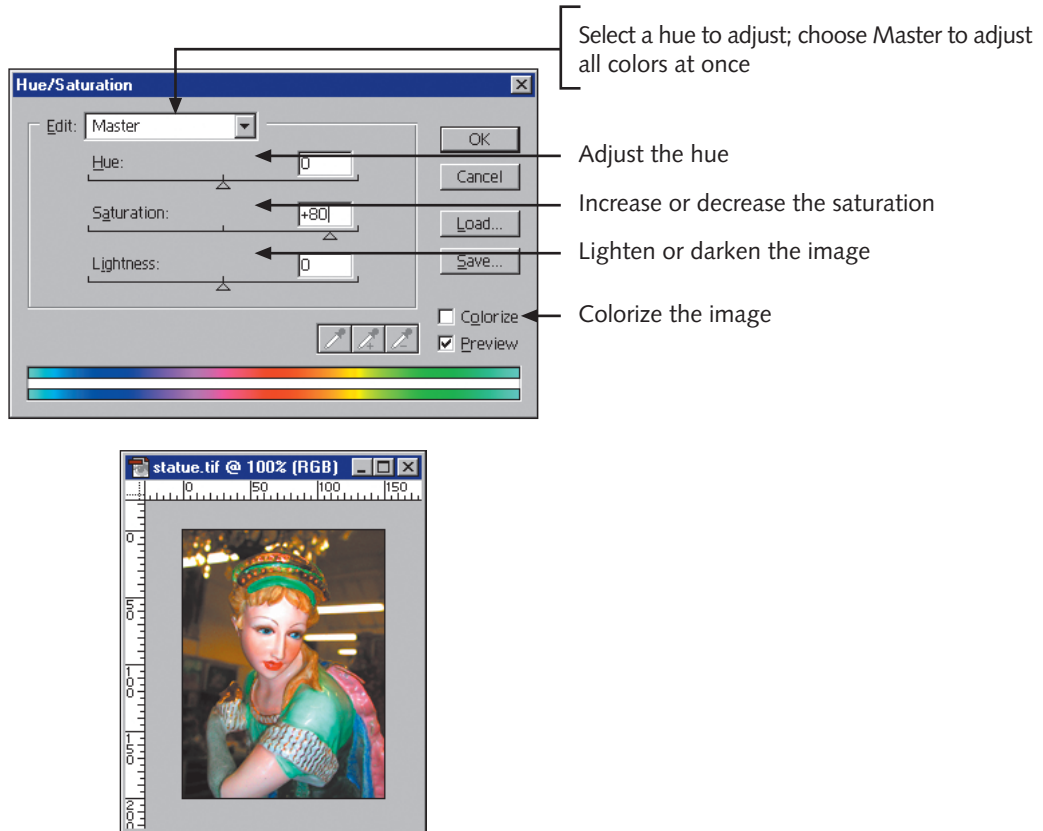 Select a hue to adjust; choose Master to adjust
all colors at once
Hue/Saturation
Edit: Master
OK
Hue: 0
Adjust the hue
Cancel
Saturation: +80
Increase or decrease the saturation
Load...
Lightness: 0
Lighten or darken the image
Save...
Colorize
Colorize the image
Preview
statue.tif @ 100% (RGB)
0 50 100 150
0
50
100
150
200